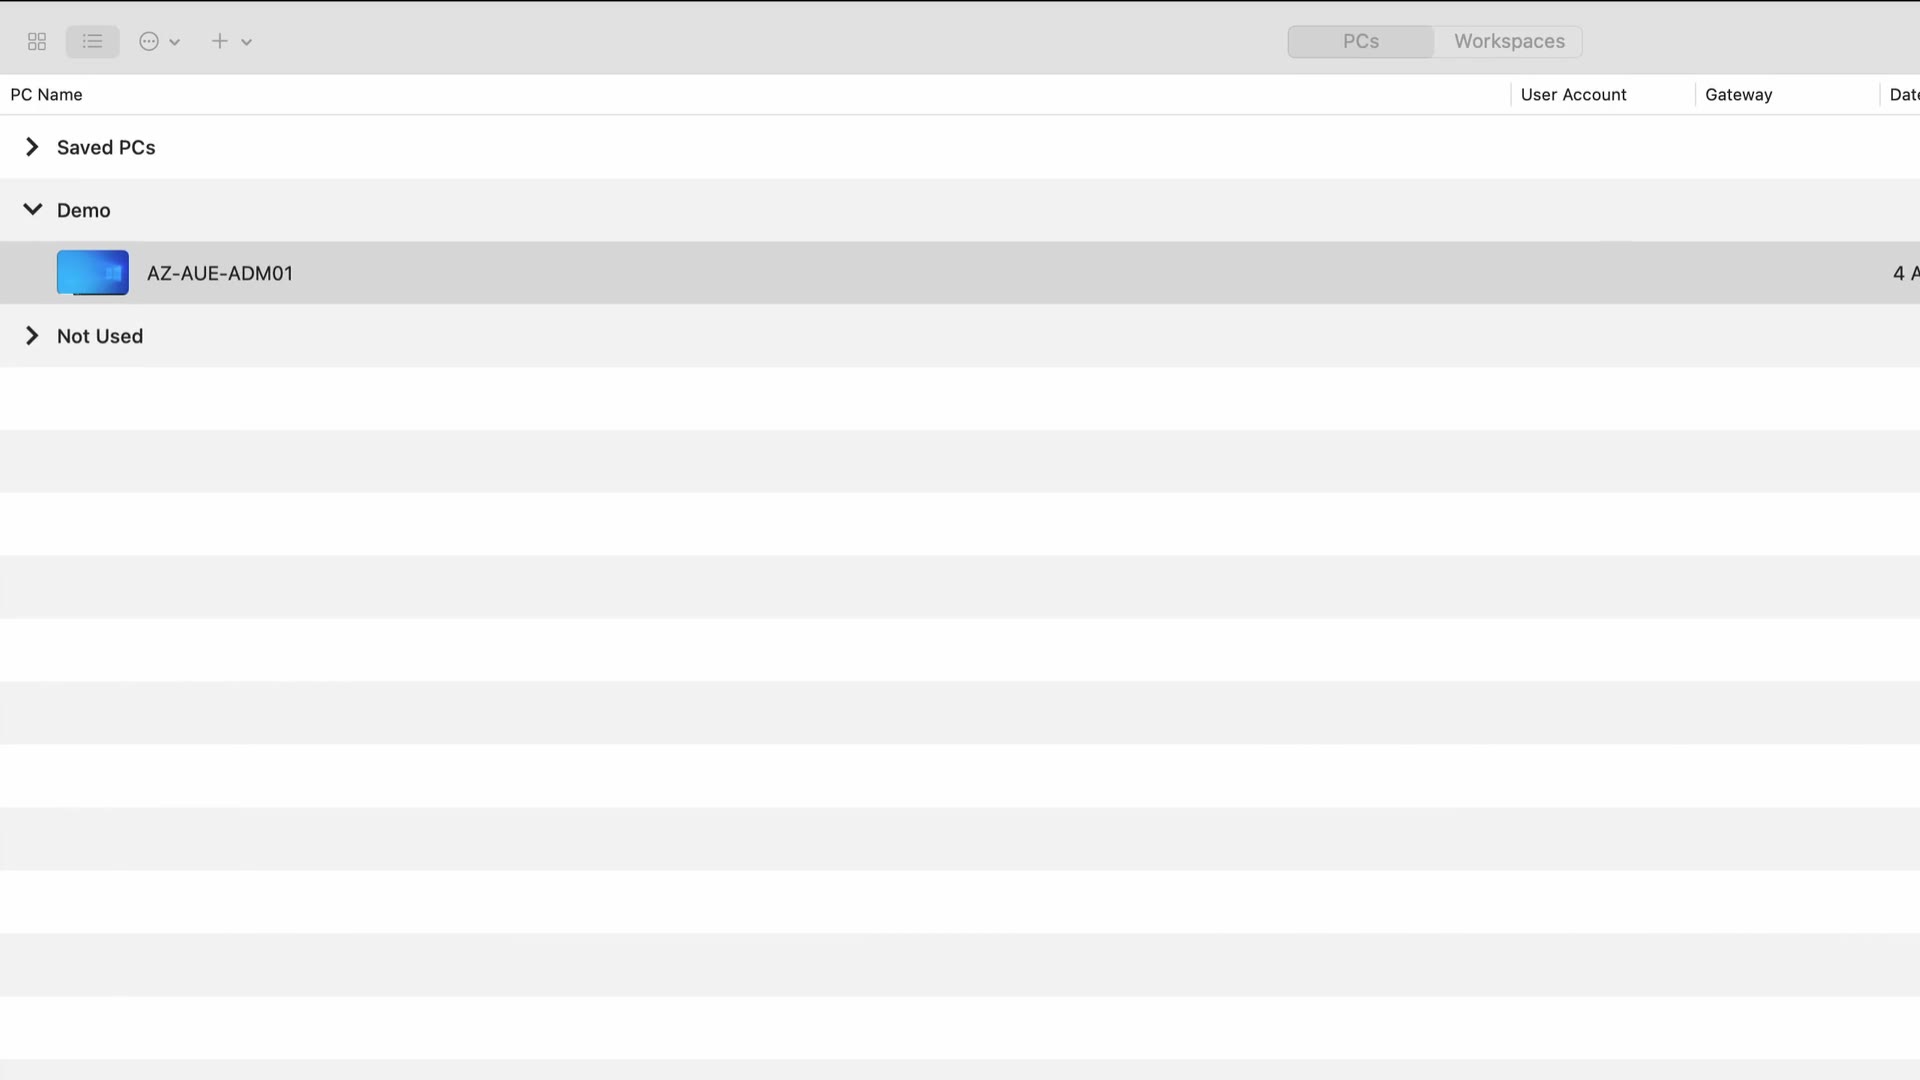 PCs Workspaces
PC Name User Account Gateway Date
Saved PCs
Demo
AZ-AUE-ADM01 4 A
Not Used